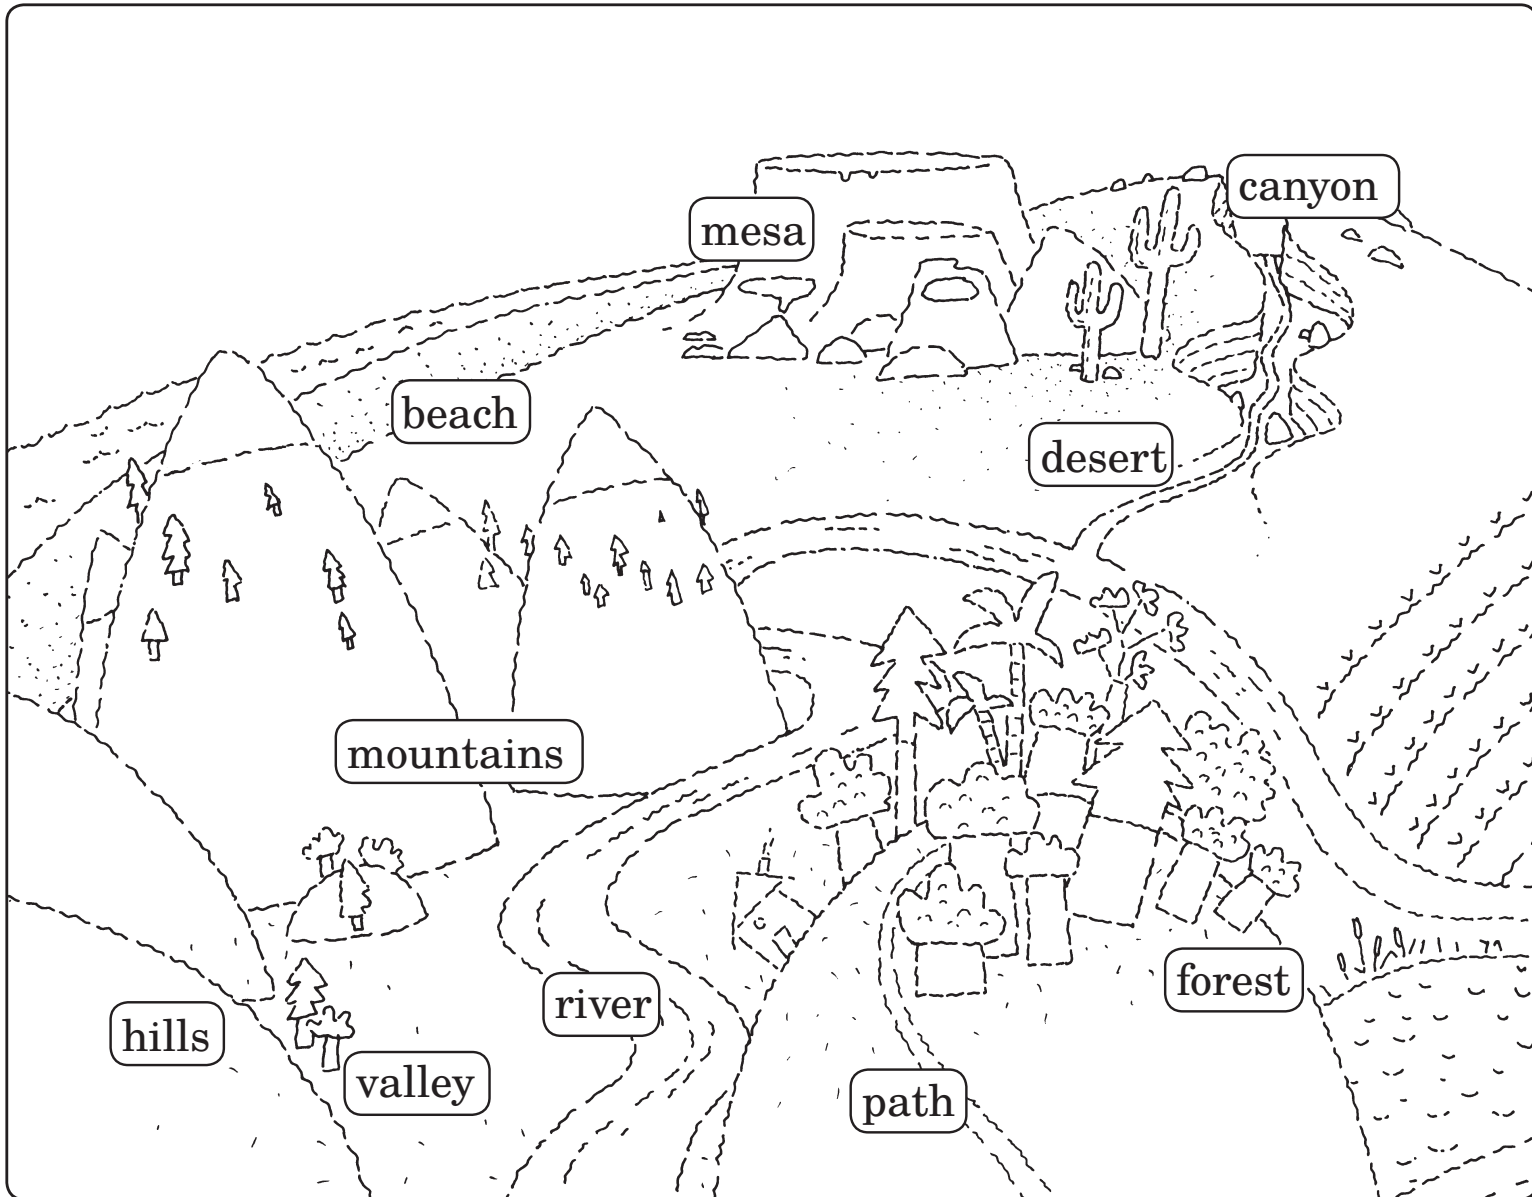 canyon
mesa
beach
desert
mountains
forest
river
hills
valley
path